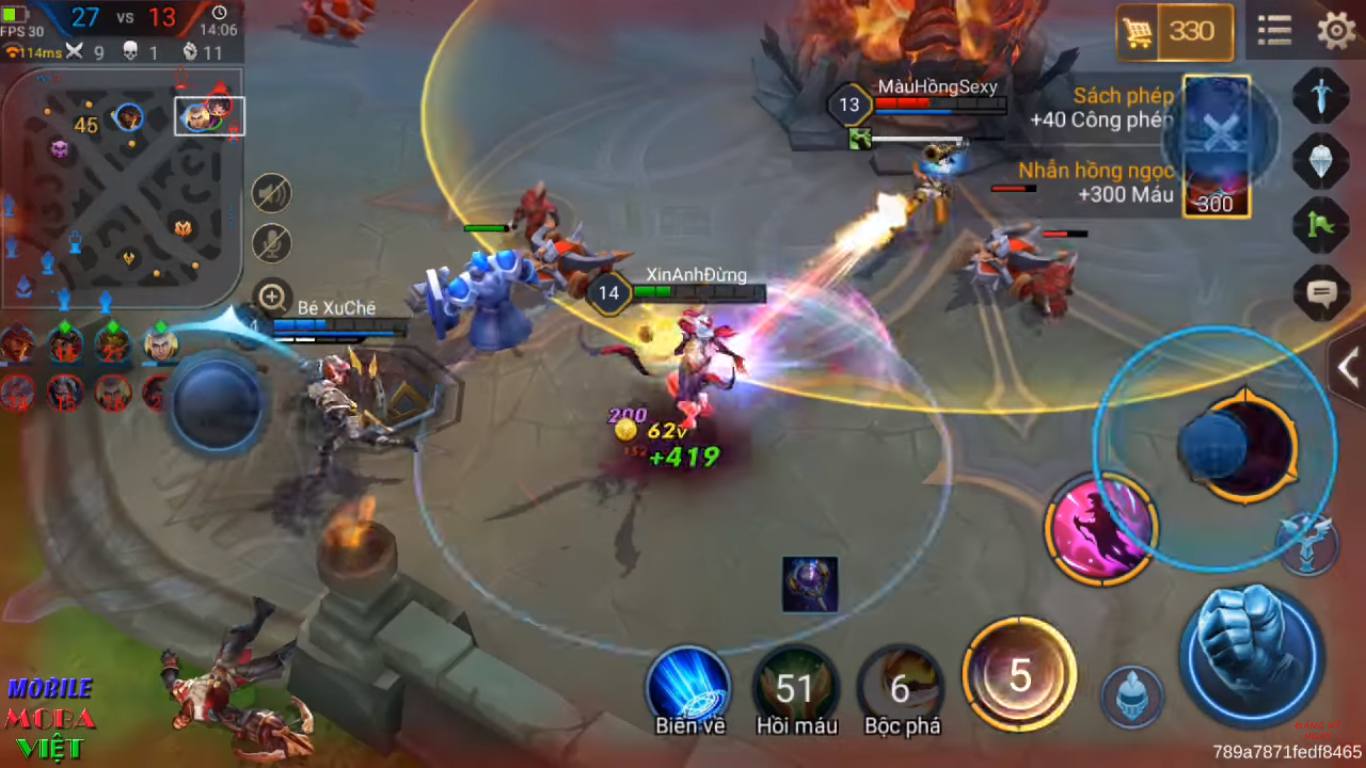 27 vs 13
FPS 30
14:06
114ms
9
1
11
45
MàuHồngSexy
13
330
Sách phép
+40 Công phép
Nhẫn hồng ngọc
+300 Máu
300
XinAnhĐừng
14
Bé XuChé
200
62v
+419
5
51
6
Biến về
Hồi máu
Bộc phá
MOBILE
MOBA
VIỆT
789a7871fedf8465